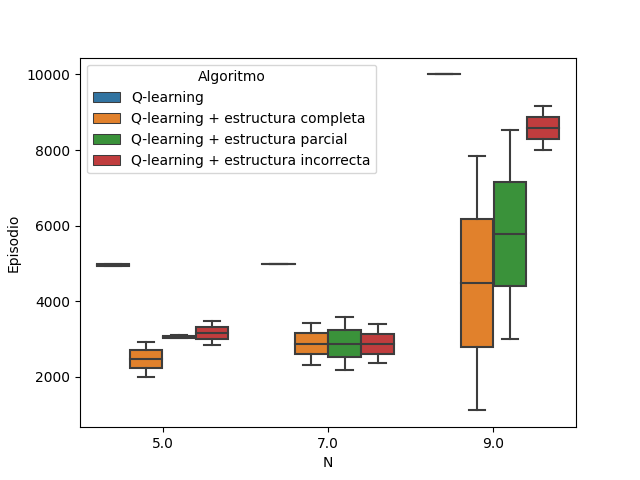 Algoritmo
Q-learning
Q-learning + estructura completa
Q-learning + estructura parcial
Q-learning + estructura incorrecta
10000
8000
6000
4000
2000
Episodio
5.0
7.0
9.0
N